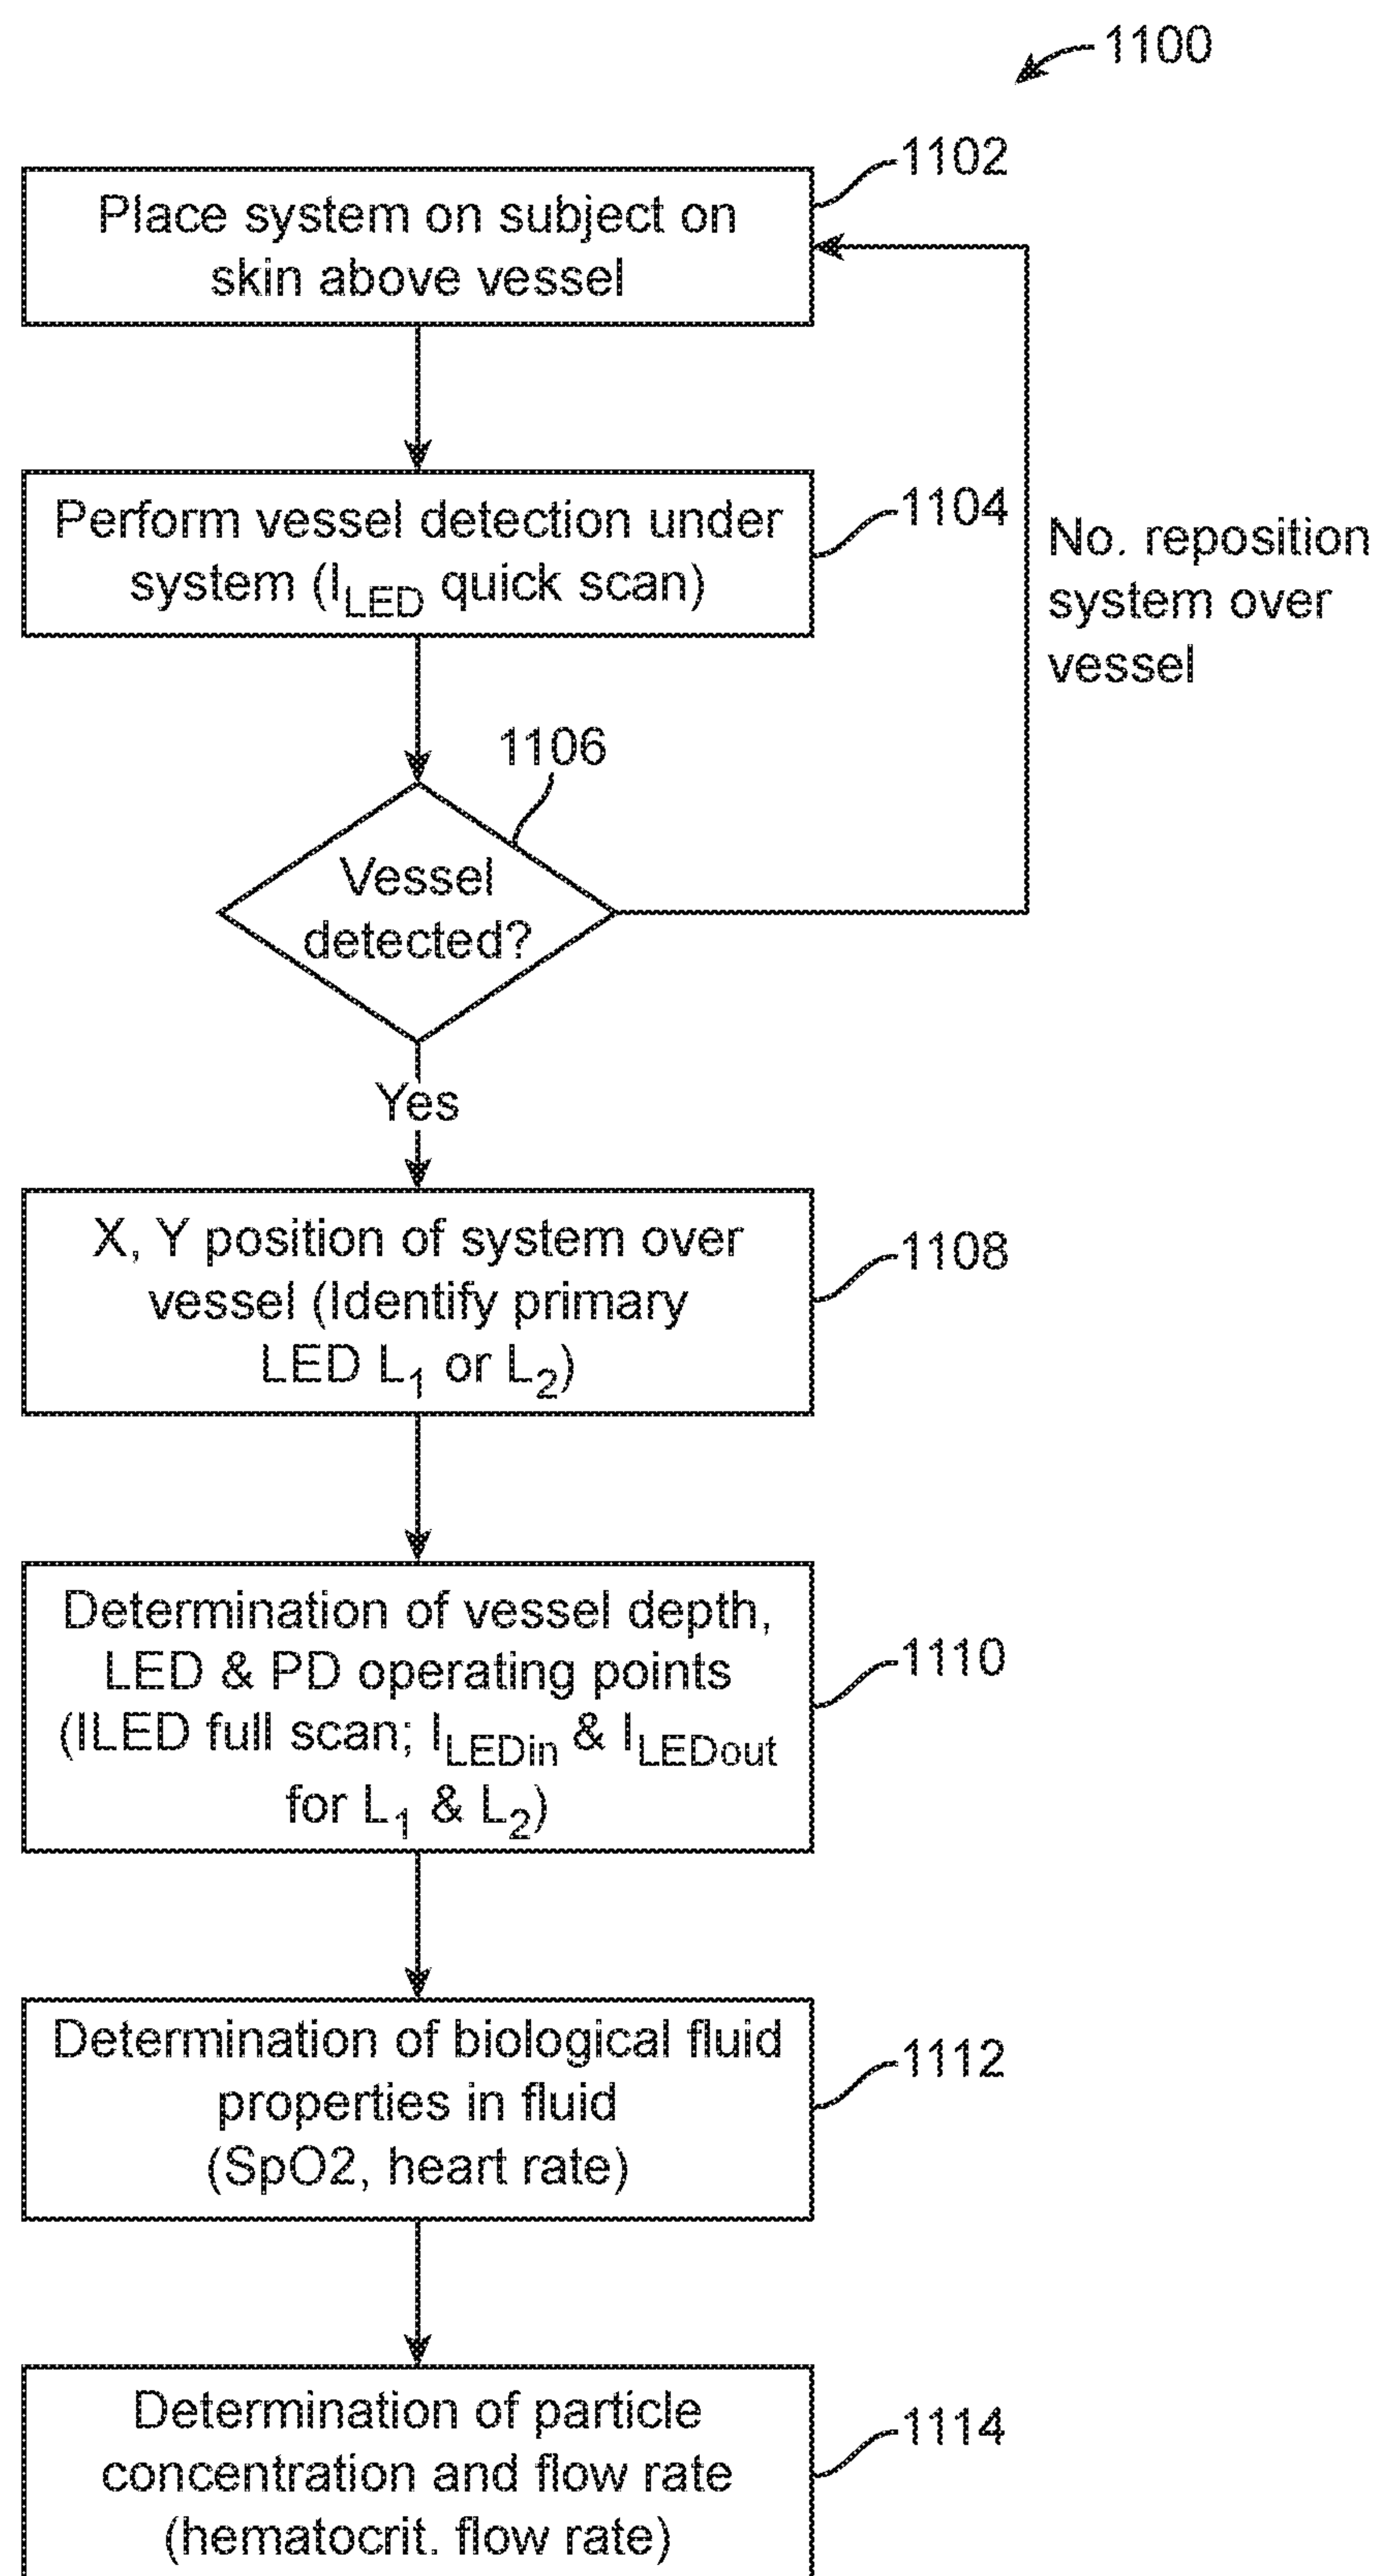 1100
1102
Place system on subject on
skin above vessel
1104
Perform vessel detection under
system (I_LED quick scan)
No. reposition
system over
vessel
1106
Vessel
detected?
Yes
1108
X, Y position of system over
vessel (Identify primary
LED L₁ or L₂)
1110
Determination of vessel depth,
LED & PD operating points
(ILED full scan; I_LEDin & I_LEDout
for L₁ & L₂)
1112
Determination of biological fluid
properties in fluid
(SpO2, heart rate)
1114
Determination of particle
concentration and flow rate
(hematocrit. flow rate)